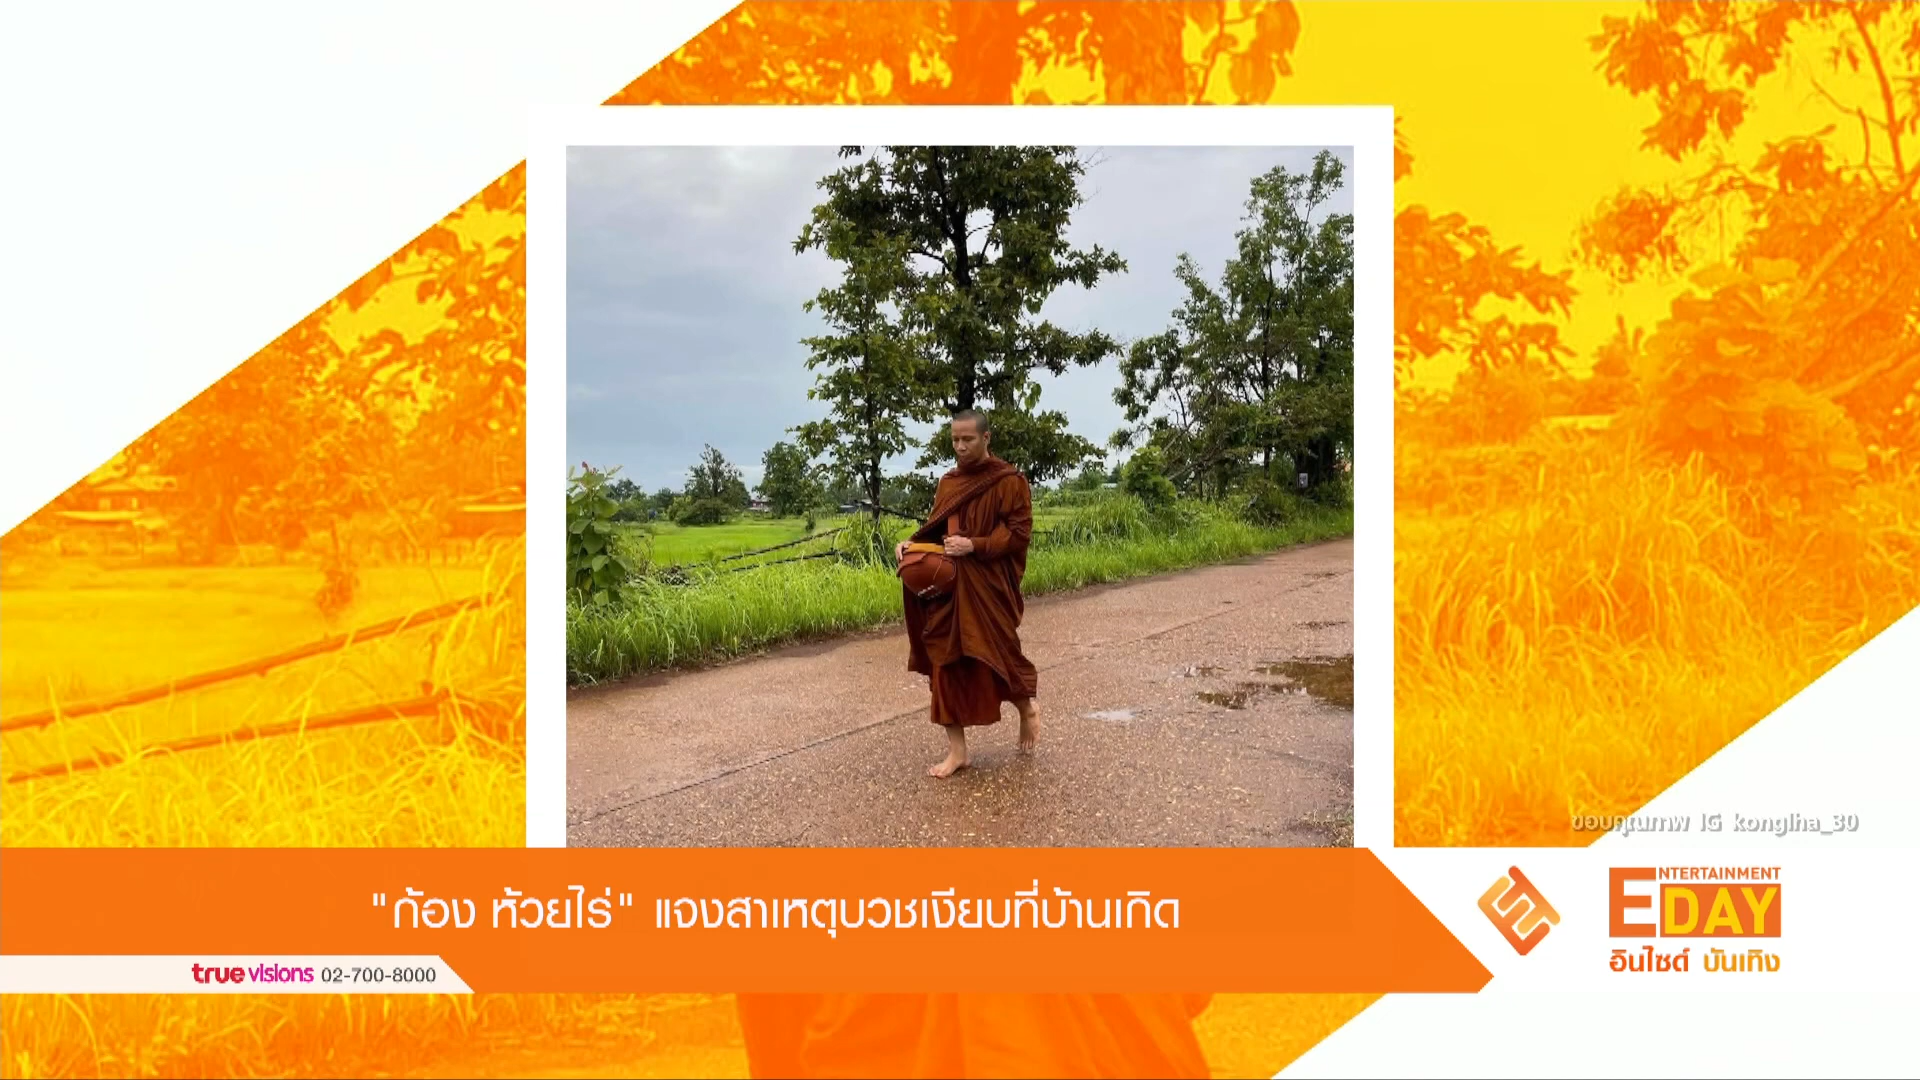 ขอบคุณภาพ IG konglha_30
"ก้อง ห้วยไร่" แจงสาเหตุบวชเงียบที่บ้านเกิด
ENTERTAINMENT
EDAY
อินไซด์ บันเทิง
truevisions 02-700-8000